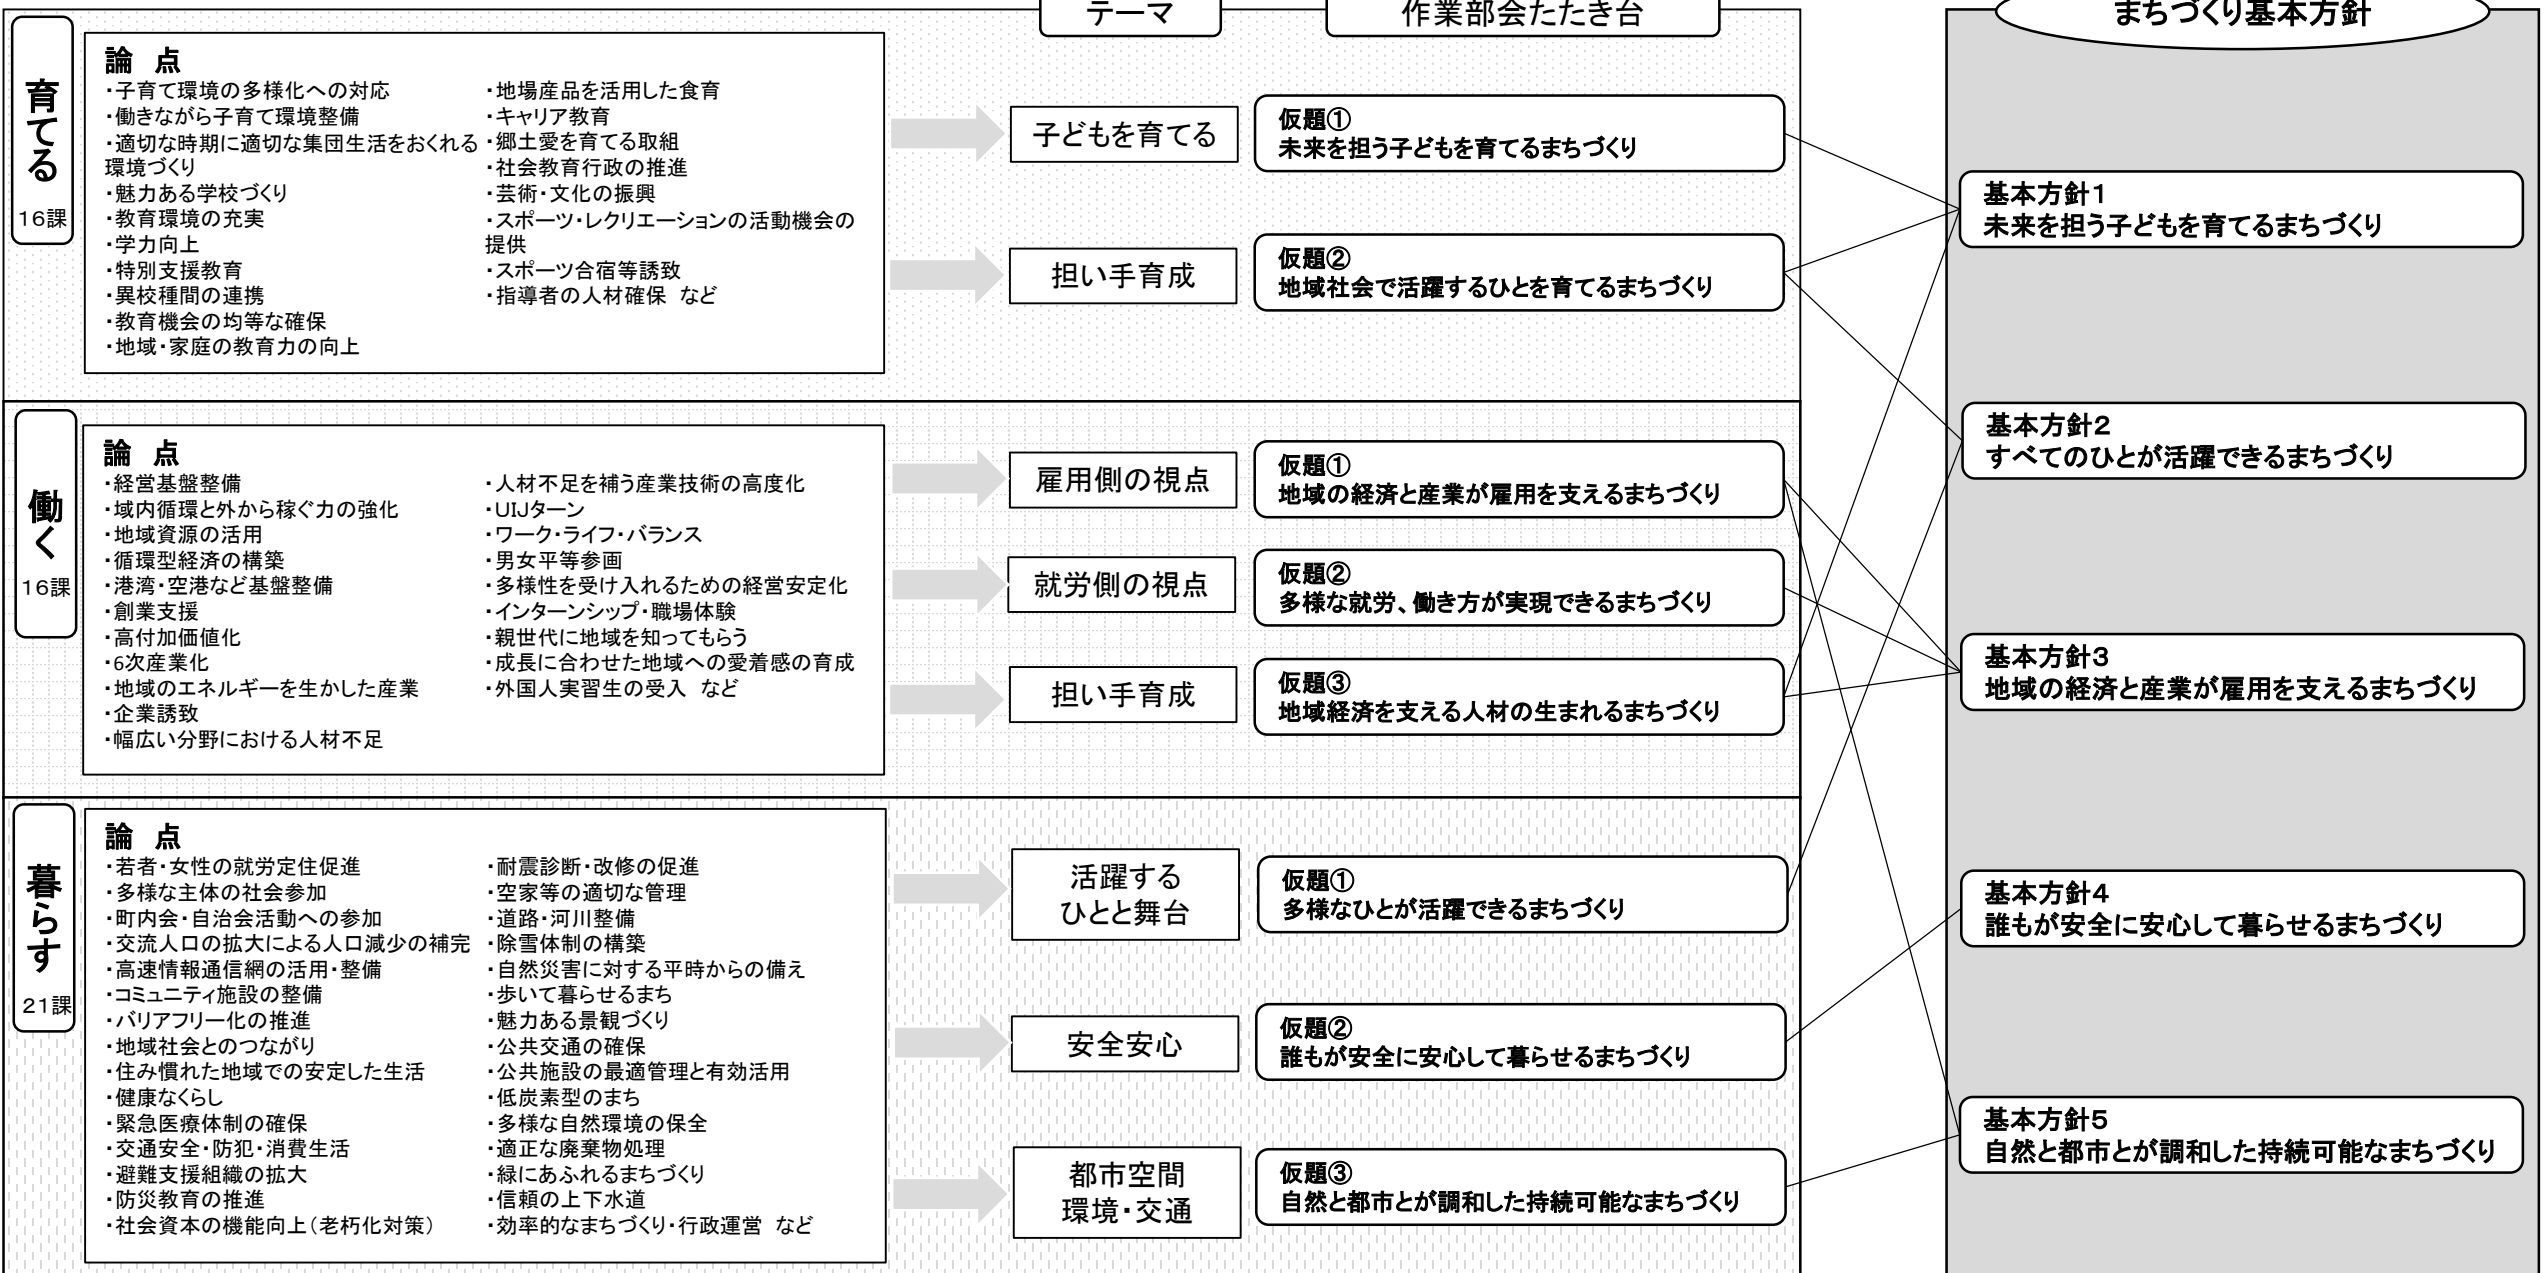 テーマ
作業部会たたき台
まちづくり基本方針
育てる
16課
論 点
・子育て環境の多様化への対応
・働きながら子育て環境整備
・適切な時期に適切な集団生活をおくれる
環境づくり
・魅力ある学校づくり
・教育環境の充実
・学力向上
・特別支援教育
・異校種間の連携
・教育機会の均等な確保
・地域・家庭の教育力の向上
・地場産品を活用した食育
・キャリア教育
・郷土愛を育てる取組
・社会教育行政の推進
・芸術・文化の振興
・スポーツ・レクリエーションの活動機会の
提供
・スポーツ合宿等誘致
・指導者の人材確保 など
子どもを育てる
仮題①
未来を担う子どもを育てるまちづくり
担い手育成
仮題②
地域社会で活躍するひとを育てるまちづくり
働く
16課
論 点
・経営基盤整備
・域内循環と外から稼ぐ力の強化
・地域資源の活用
・循環型経済の構築
・港湾・空港など基盤整備
・創業支援
・高付加価値化
・6次産業化
・地域のエネルギーを生かした産業
・企業誘致
・幅広い分野における人材不足
・人材不足を補う産業技術の高度化
・UIJターン
・ワーク・ライフ・バランス
・男女平等参画
・多様性を受け入れるための経営安定化
・インターンシップ・職場体験
・親世代に地域を知ってもらう
・成長に合わせた地域への愛着感の育成
・外国人実習生の受入 など
雇用側の視点
仮題①
地域の経済と産業が雇用を支えるまちづくり
就労側の視点
仮題②
多様な就労、働き方が実現できるまちづくり
担い手育成
仮題③
地域経済を支える人材の生まれるまちづくり
暮らす
21課
論 点
・若者・女性の就労定住促進
・多様な主体の社会参加
・町内会・自治会活動への参加
・交流人口の拡大による人口減少の補完
・高速情報通信網の活用・整備
・コミュニティ施設の整備
・バリアフリー化の推進
・地域社会とのつながり
・住み慣れた地域での安定した生活
・健康なくらし
・緊急医療体制の確保
・交通安全・防犯・消費生活
・避難支援組織の拡大
・防災教育の推進
・社会資本の機能向上(老朽化対策)
・耐震診断・改修の促進
・空家等の適切な管理
・道路・河川整備
・除雪体制の構築
・自然災害に対する平時からの備え
・歩いて暮らせるまち
・魅力ある景観づくり
・公共交通の確保
・公共施設の最適管理と有効活用
・低炭素型のまち
・多様な自然環境の保全
・適正な廃棄物処理
・緑にあふれるまちづくり
・信頼の上下水道
・効率的なまちづくり・行政運営 など
活躍する
ひとと舞台
仮題①
多様なひとが活躍できるまちづくり
安全安心
仮題②
誰もが安全に安心して暮らせるまちづくり
都市空間
環境・交通
仮題③
自然と都市とが調和した持続可能なまちづくり
基本方針1
未来を担う子どもを育てるまちづくり
基本方針2
すべてのひとが活躍できるまちづくり
基本方針3
地域の経済と産業が雇用を支えるまちづくり
基本方針4
誰もが安全に安心して暮らせるまちづくり
基本方針5
自然と都市とが調和した持続可能なまちづくり